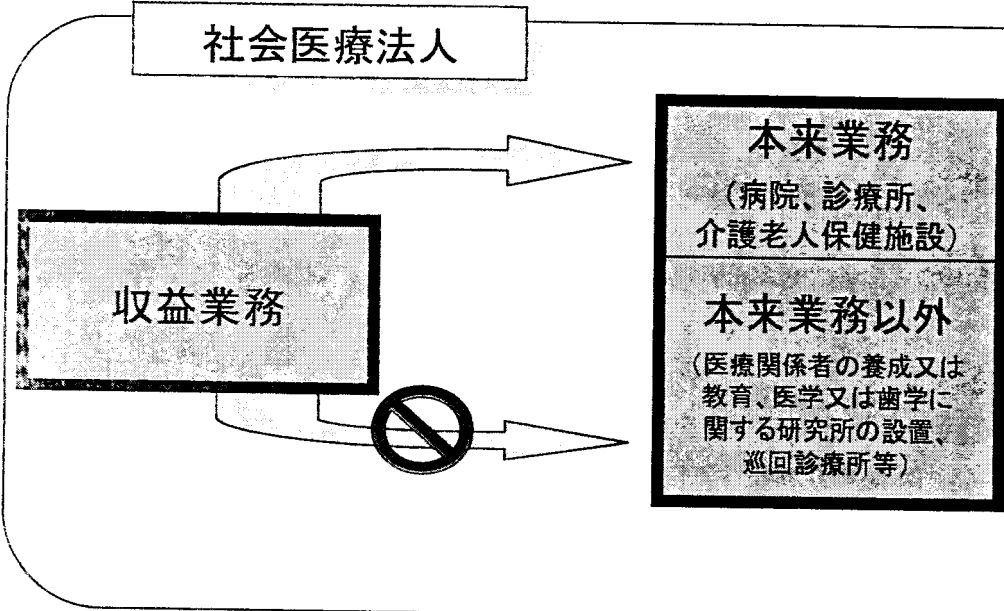 社会医療法人
本来業務
（病院、診療所、
介護老人保健施設）
収益業務
本来業務以外
（医療関係者の養成又は
教育、医学又は歯学に
関する研究所の設置、
巡回診療所等）